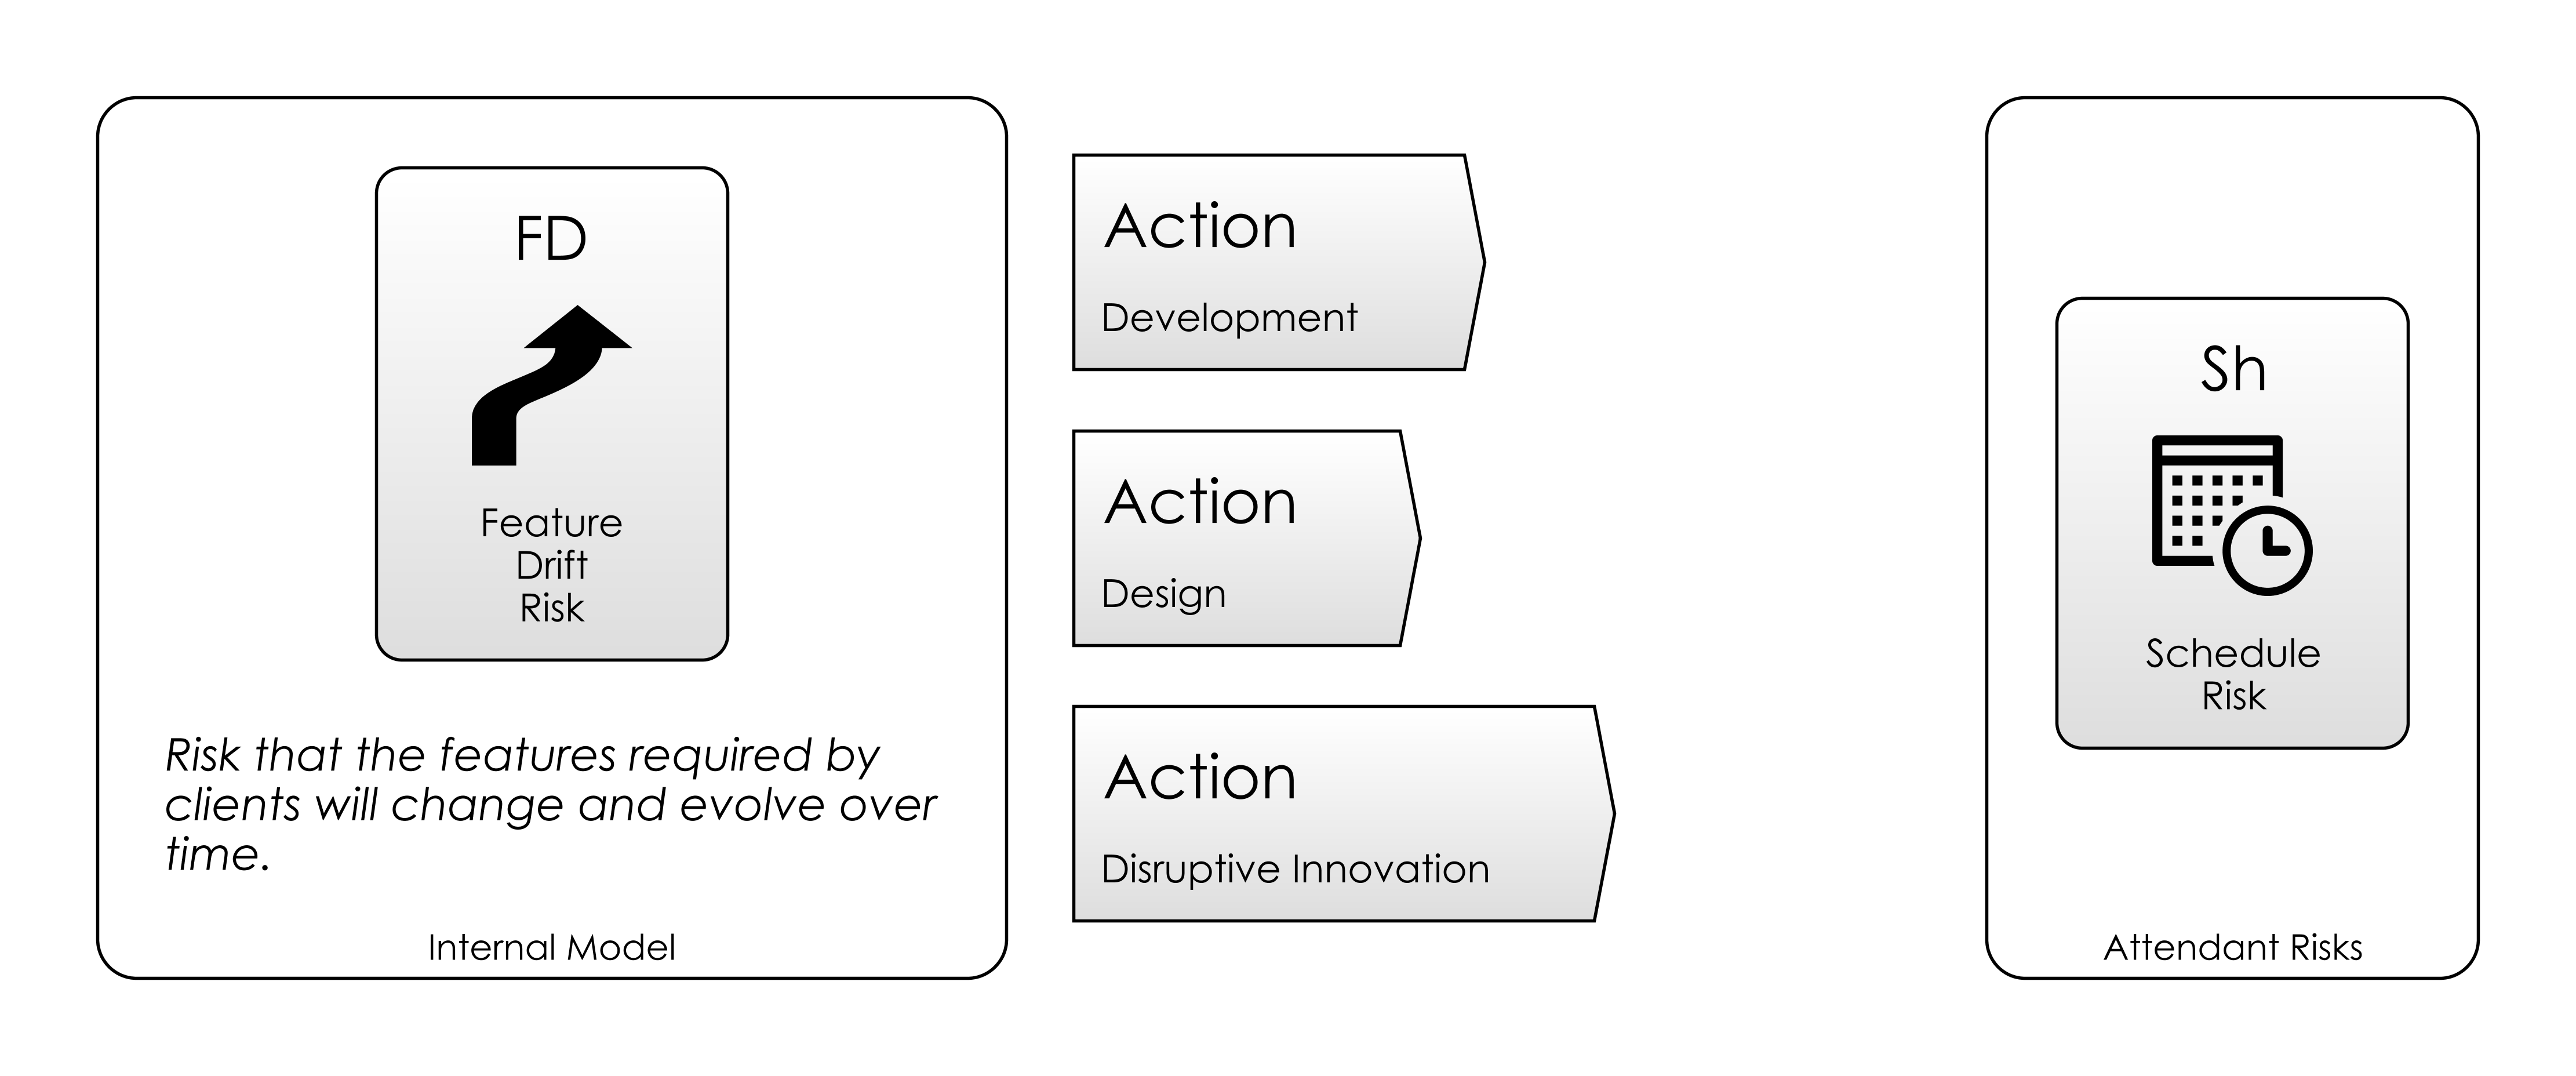 FD
Feature
Drift
Risk
Risk that the features required by
clients will change and evolve over
time.
Internal Model
Action
Development
Action
Design
Action
Disruptive Innovation
Sh
Schedule
Risk
Attendant Risks